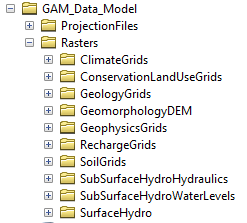 GAM_Data_Model
ProjectionFiles
Rasters
ClimateGrids
ConservationLandUseGrids
GeologyGrids
GeomorphologyDEM
GeophysicsGrids
RechargeGrids
SoilGrids
SubSurfaceHydroHydraulics
SubSurfaceHydroWaterLevels
SurfaceHydro